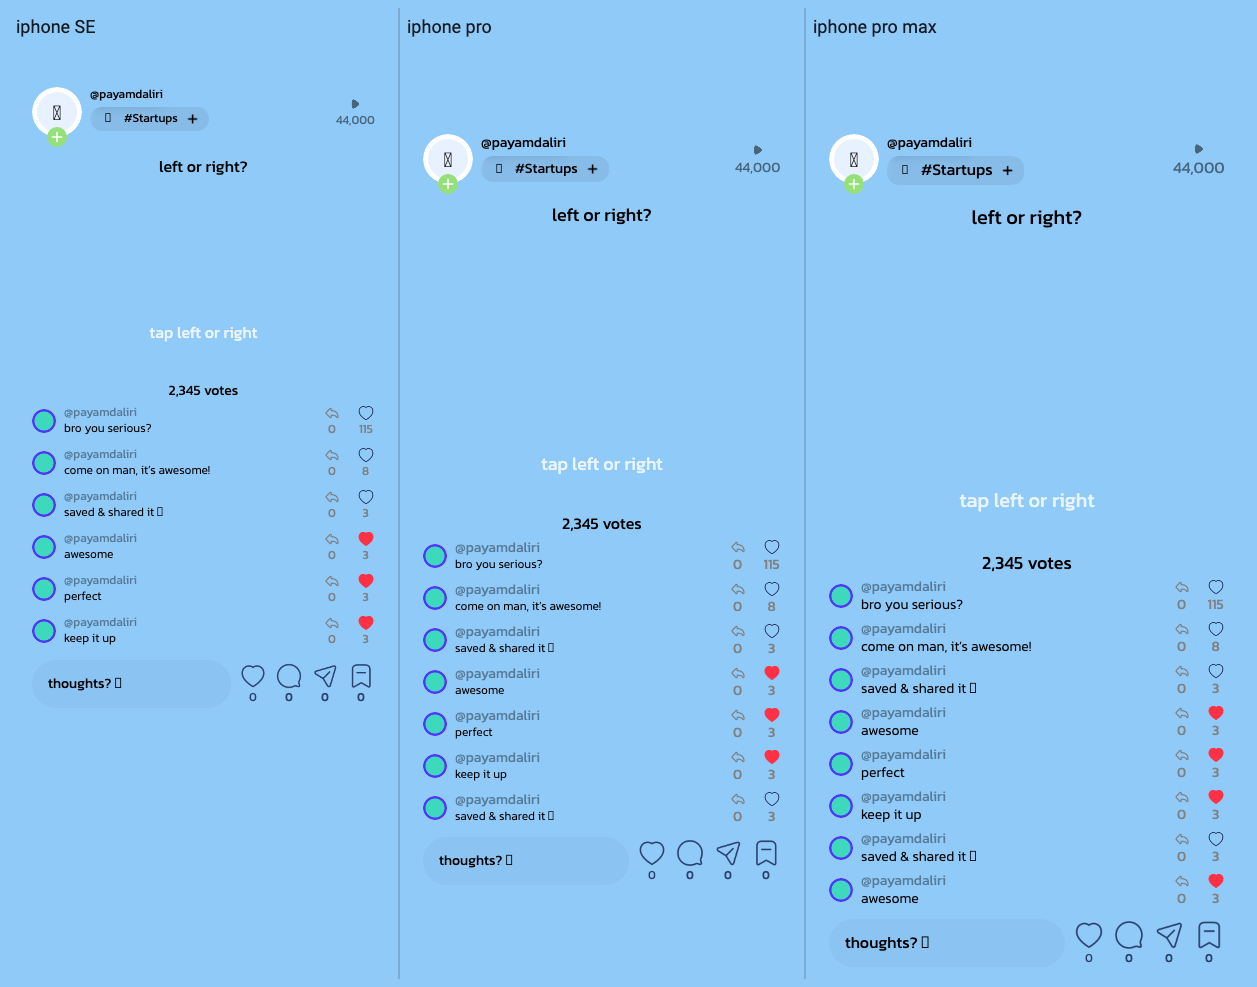 iphone SE
@payamdaliri
#Startups +
44,000
left or right?
tap left or right
2,345 votes
@payamdaliri
bro you serious?
0 115
@payamdaliri
come on man, it's awesome!
0 8
@payamdaliri
saved & shared it
0 3
@payamdaliri
awesome
0 3
@payamdaliri
perfect
0 3
@payamdaliri
keep it up
0 3
thoughts?
0 0 0 0
iphone pro
@payamdaliri
#Startups +
44,000
left or right?
tap left or right
2,345 votes
@payamdaliri
bro you serious?
0 115
@payamdaliri
come on man, it's awesome!
0 8
@payamdaliri
saved & shared it
0 3
@payamdaliri
awesome
0 3
@payamdaliri
perfect
0 3
@payamdaliri
keep it up
0 3
@payamdaliri
saved & shared it
0 3
thoughts?
0 0 0 0
iphone pro max
@payamdaliri
#Startups +
44,000
left or right?
tap left or right
2,345 votes
@payamdaliri
bro you serious?
0 115
@payamdaliri
come on man, it's awesome!
0 8
@payamdaliri
saved & shared it
0 3
@payamdaliri
awesome
0 3
@payamdaliri
perfect
0 3
@payamdaliri
keep it up
0 3
@payamdaliri
saved & shared it
0 3
@payamdaliri
awesome
0 3
thoughts?
0 0 0 0